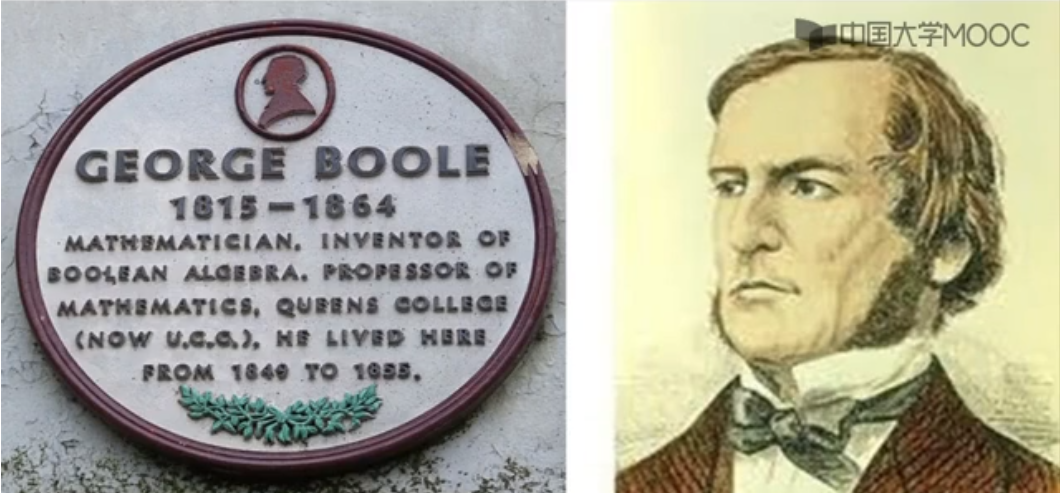 GEORGE BOOLE
1815 – 1864
MATHEMATICIAN, INVENTOR OF
BOOLEAN ALGEBRA, PROFESSOR OF
MATHEMATICS, QUEENS COLLEGE
(NOW U.C.C.), HE LIVED HERE
FROM 1849 TO 1855.
中国大学MOOC